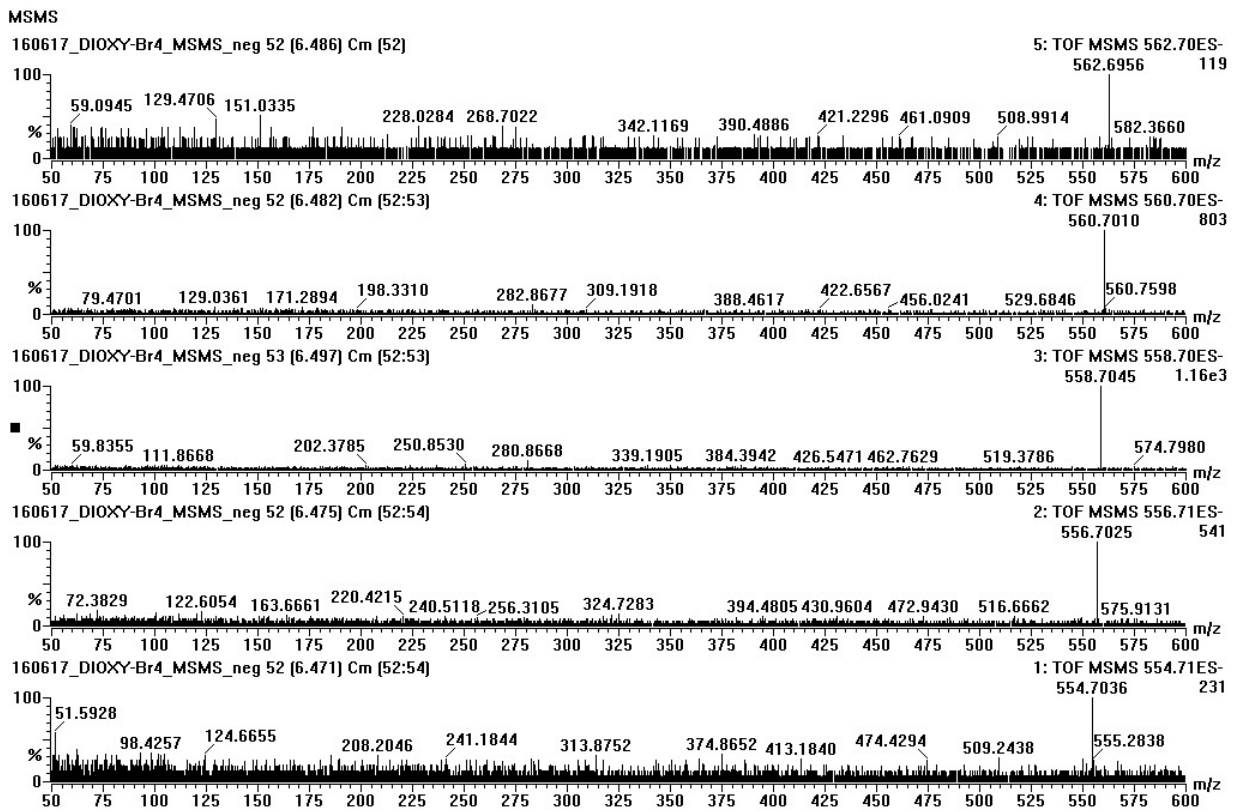 MSMS
160617_DIOXY-Br4_MSMS_neg 52 (6.486) Cm (52)
5: TOF MSMS 562.70ES-
119
562.6956
100
%
0
59.0945 129.4706 151.0335 228.0284 268.7022 342.1169 390.4886 421.2296 461.0909 508.9914 582.3660
50 75 100 125 150 175 200 225 250 275 300 325 350 375 400 425 450 475 500 525 550 575 600 m/z
160617_DIOXY-Br4_MSMS_neg 52 (6.482) Cm (52:53)
4: TOF MSMS 560.70ES-
803
560.7010
100
%
0
79.4701 129.0361 171.2894 198.3310 282.8677 309.1918 388.4617 422.6567 456.0241 529.6846 560.7598
50 75 100 125 150 175 200 225 250 275 300 325 350 375 400 425 450 475 500 525 550 575 600 m/z
160617_DIOXY-Br4_MSMS_neg 53 (6.497) Cm (52:53)
3: TOF MSMS 558.70ES-
1.16e3
558.7045
100
%
0
59.8355 111.8668 202.3785 250.8530 280.8668 339.1905 384.3942 426.5471 462.7629 519.3786 574.7980
50 75 100 125 150 175 200 225 250 275 300 325 350 375 400 425 450 475 500 525 550 575 600 m/z
160617_DIOXY-Br4_MSMS_neg 52 (6.475) Cm (52:54)
2: TOF MSMS 556.71ES-
541
556.7025
100
%
0
72.3829 122.6054 163.6661 220.4215 240.5118 256.3105 324.7283 394.4805 430.9604 472.9430 516.6662 575.9131
50 75 100 125 150 175 200 225 250 275 300 325 350 375 400 425 450 475 500 525 550 575 600 m/z
160617_DIOXY-Br4_MSMS_neg 52 (6.471) Cm (52:54)
1: TOF MSMS 554.71ES-
231
554.7036
100
%
0
51.5928 98.4257 124.6655 208.2046 241.1844 313.8752 374.8652 413.1840 474.4294 509.2438 555.2838
50 75 100 125 150 175 200 225 250 275 300 325 350 375 400 425 450 475 500 525 550 575 600 m/z